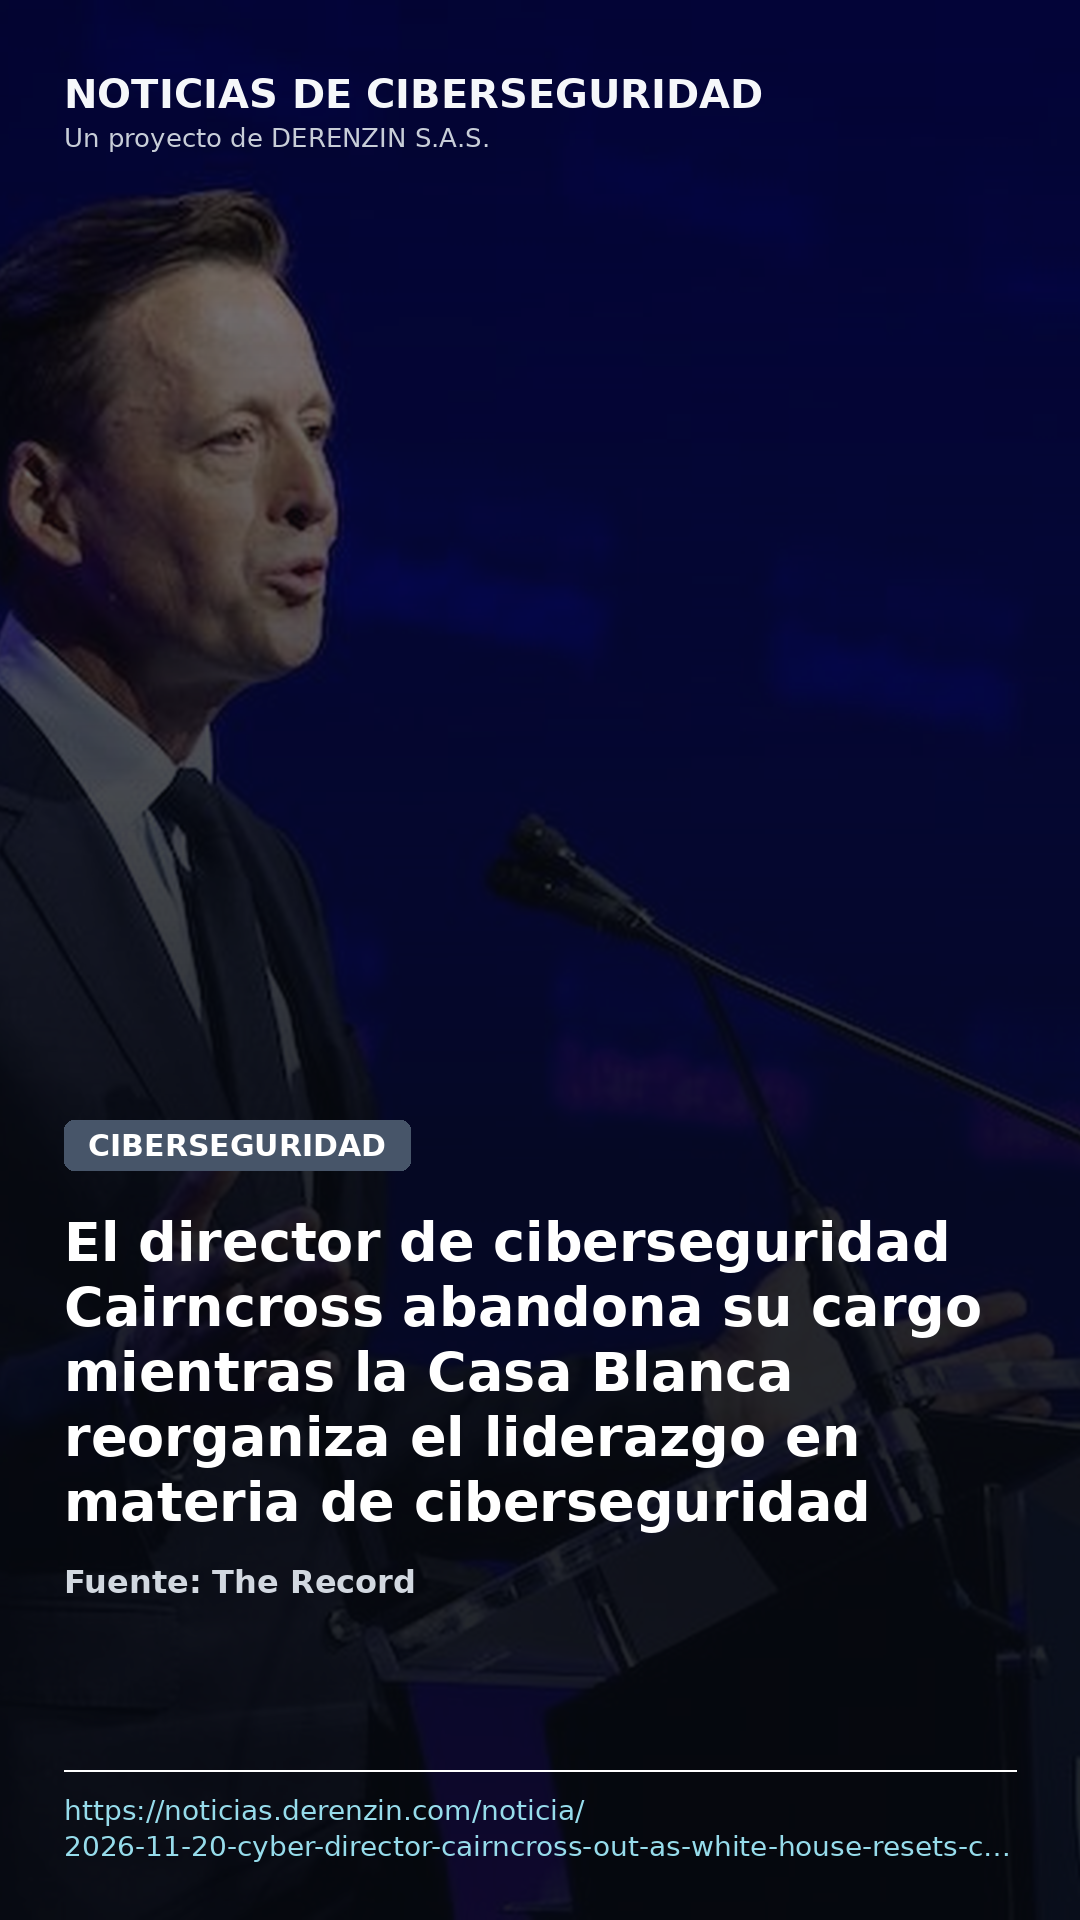 NOTICIAS DE CIBERSEGURIDAD
Un proyecto de DERENZIN S.A.S.
CIBERSEGURIDAD
El director de ciberseguridad
Cairncross abandona su cargo
mientras la Casa Blanca
reorganiza el liderazgo en
materia de ciberseguridad
Fuente: The Record
https://noticias.derenzin.com/noticia/
2026-11-20-cyber-director-cairncross-out-as-white-house-resets-c…